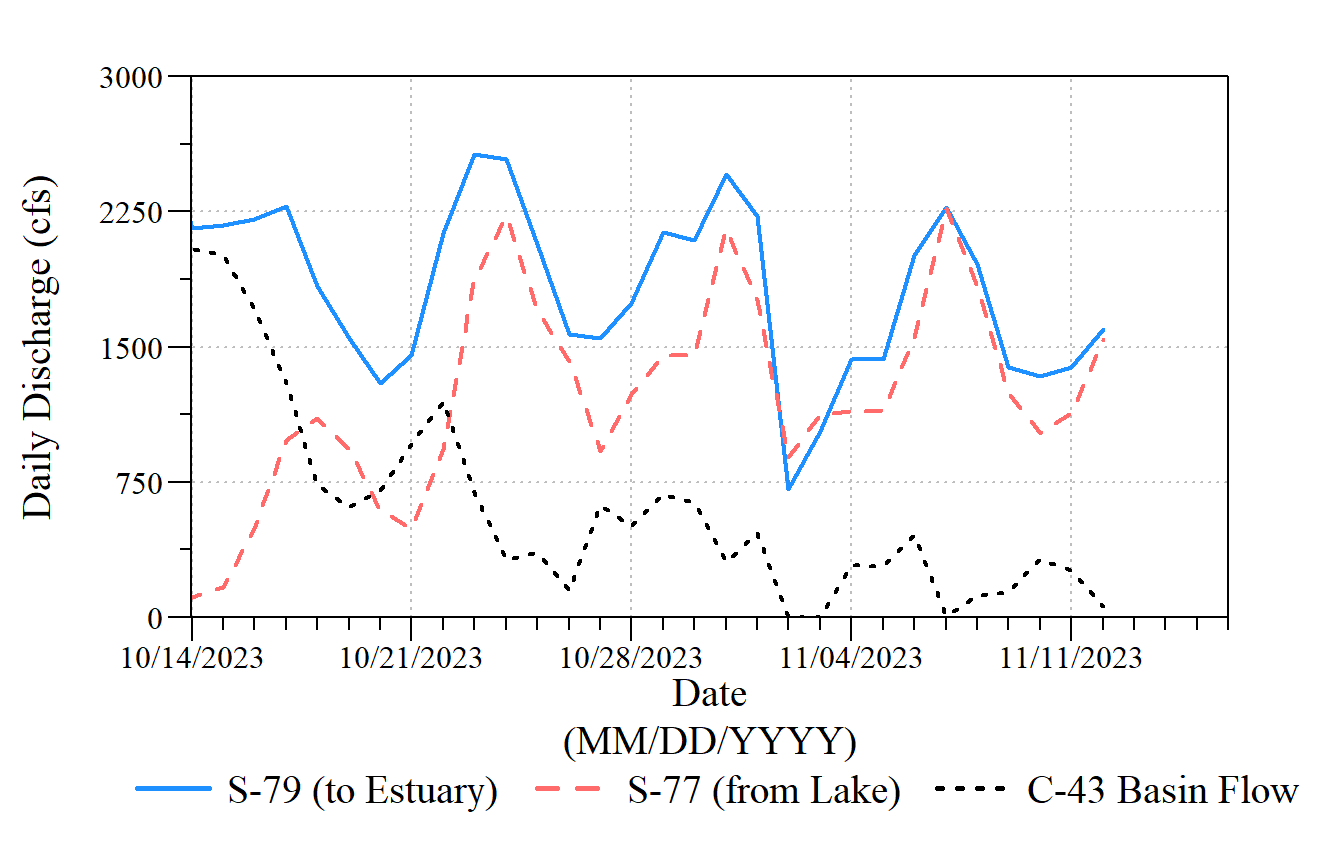 3000
2250
1500
750
0
Daily Discharge (cfs)
10/14/2023 10/21/2023 10/28/2023 11/04/2023 11/11/2023
Date
(MM/DD/YYYY)
S-79 (to Estuary) S-77 (from Lake) C-43 Basin Flow